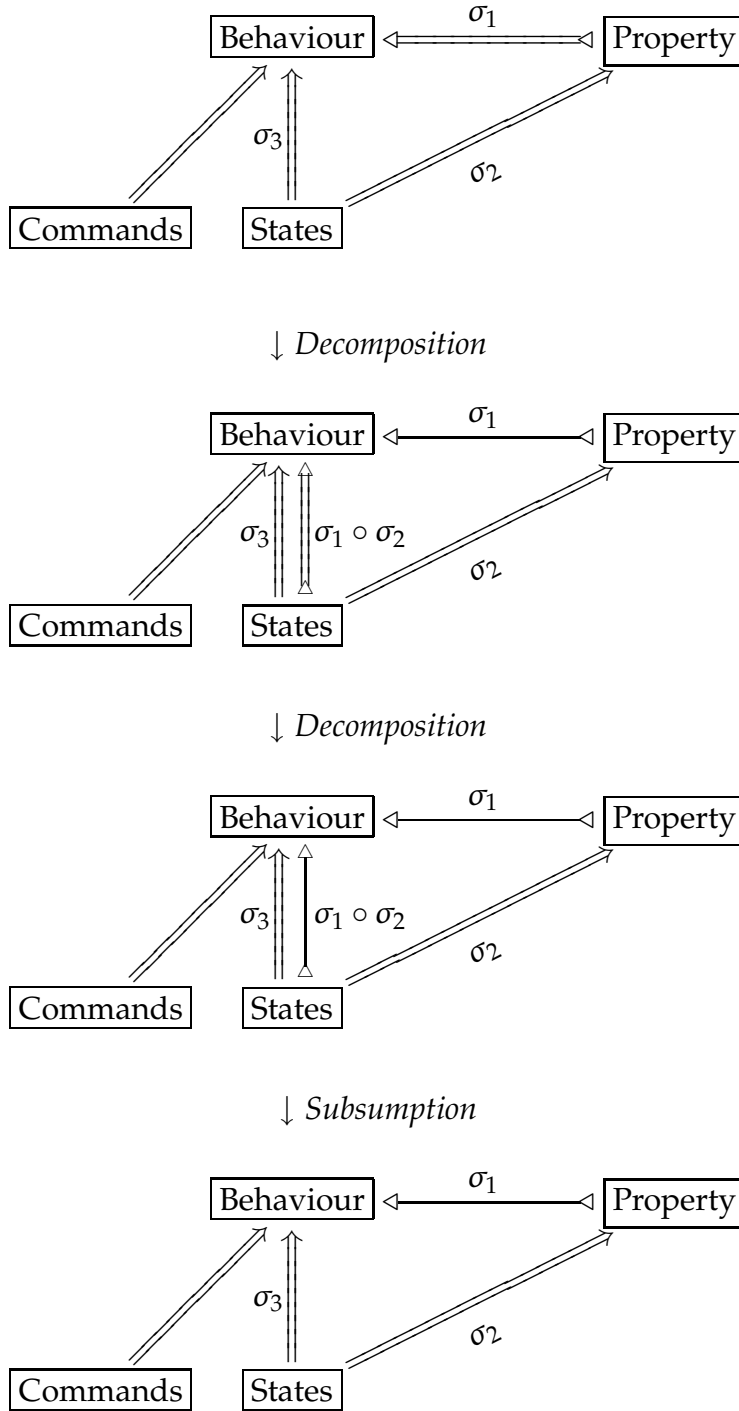 σ₁
Behaviour Property
σ₃ σ₂
Commands States
↓ Decomposition
σ₁
Behaviour Property
σ₃ σ₁ ∘ σ₂ σ₂
Commands States
↓ Decomposition
σ₁
Behaviour Property
σ₃ σ₁ ∘ σ₂ σ₂
Commands States
↓ Subsumption
σ₁
Behaviour Property
σ₃ σ₂
Commands States